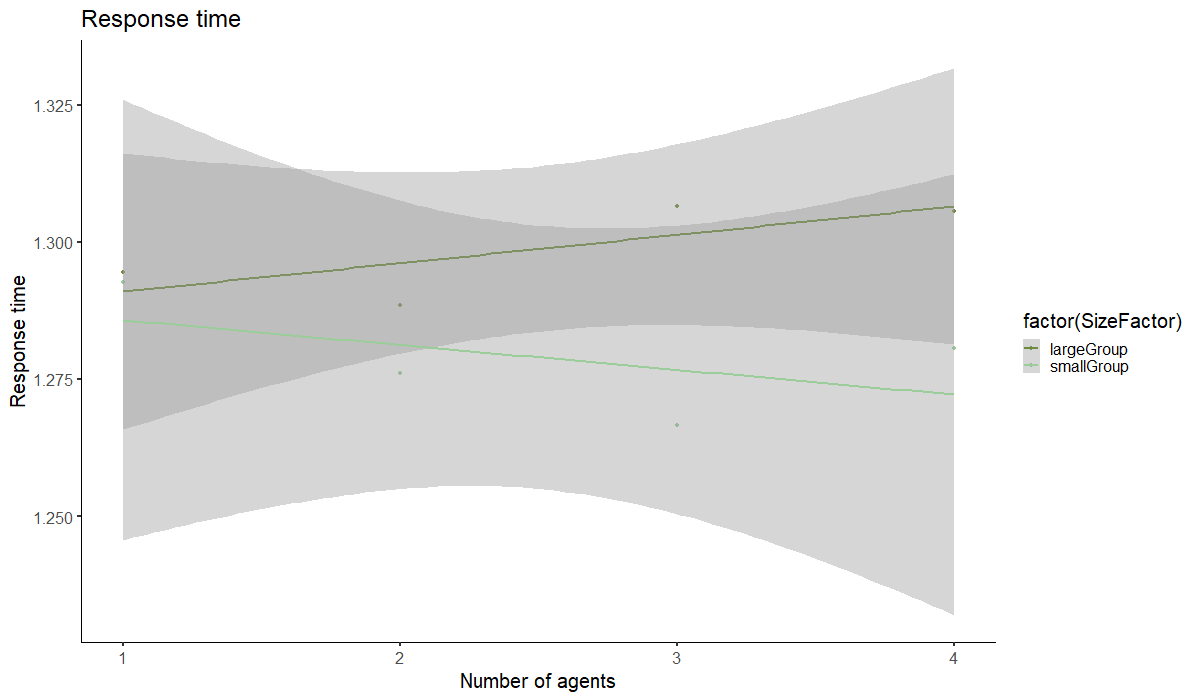 Response time
Response time
1.325
1.300
1.275
1.250
1
2
3
4
Number of agents
factor(SizeFactor)
largeGroup
smallGroup